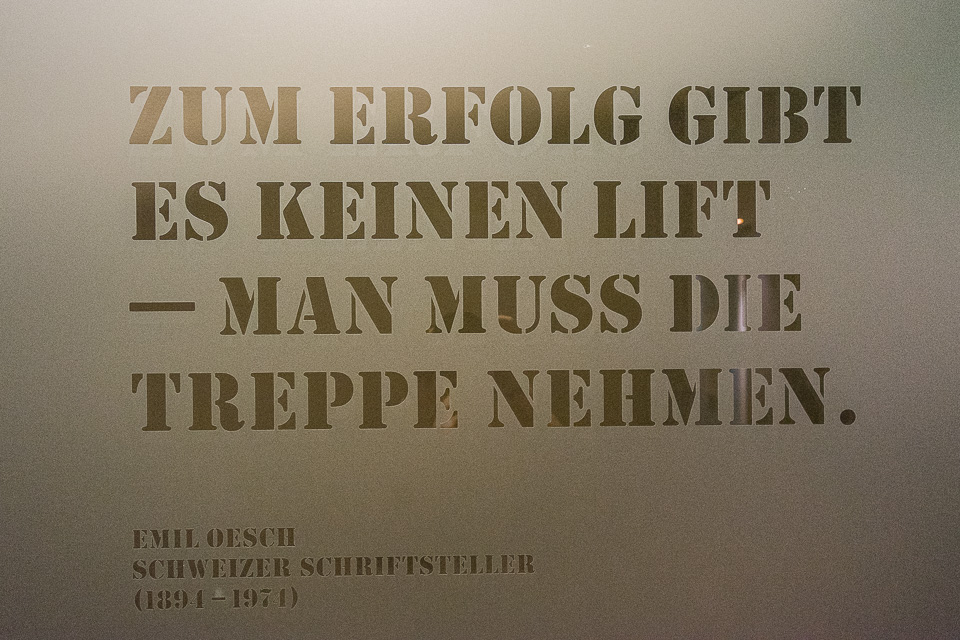 ZUM ERFOLG GIBT
ES KEINEN LIFT
— MAN MUSS DIE
TREPPE NEHMEN.
EMIL OESCH
SCHWEIZER SCHRIFTSTELLER
(1894 – 1974)